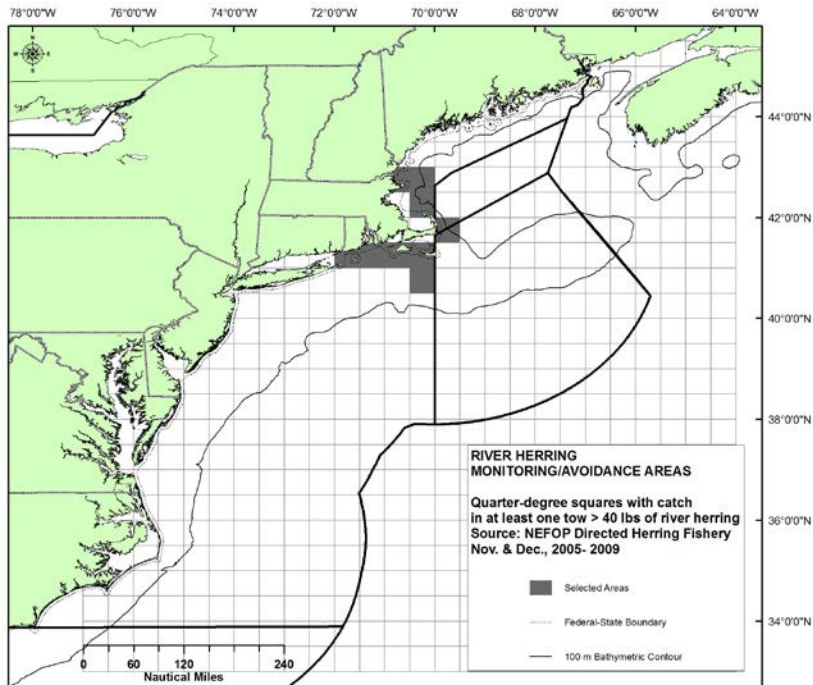 78°0'0"W 76°0'0"W 74°0'0"W 72°0'0"W 70°0'0"W 68°0'0"W 66°0'0"W 64°0'0"W
N
W E
S
44°0'0"N
42°0'0"N
40°0'0"N
38°0'0"N
36°0'0"N
34°0'0"N
RIVER HERRING
MONITORING/AVOIDANCE AREAS
Quarter-degree squares with catch
in at least one tow > 40 lbs of river herring
Source: NEFOP Directed Herring Fishery
Nov. & Dec., 2005- 2009
Selected Areas
Federal-State Boundary
100 m Bathymetric Contour
0 60 120 240
Nautical Miles